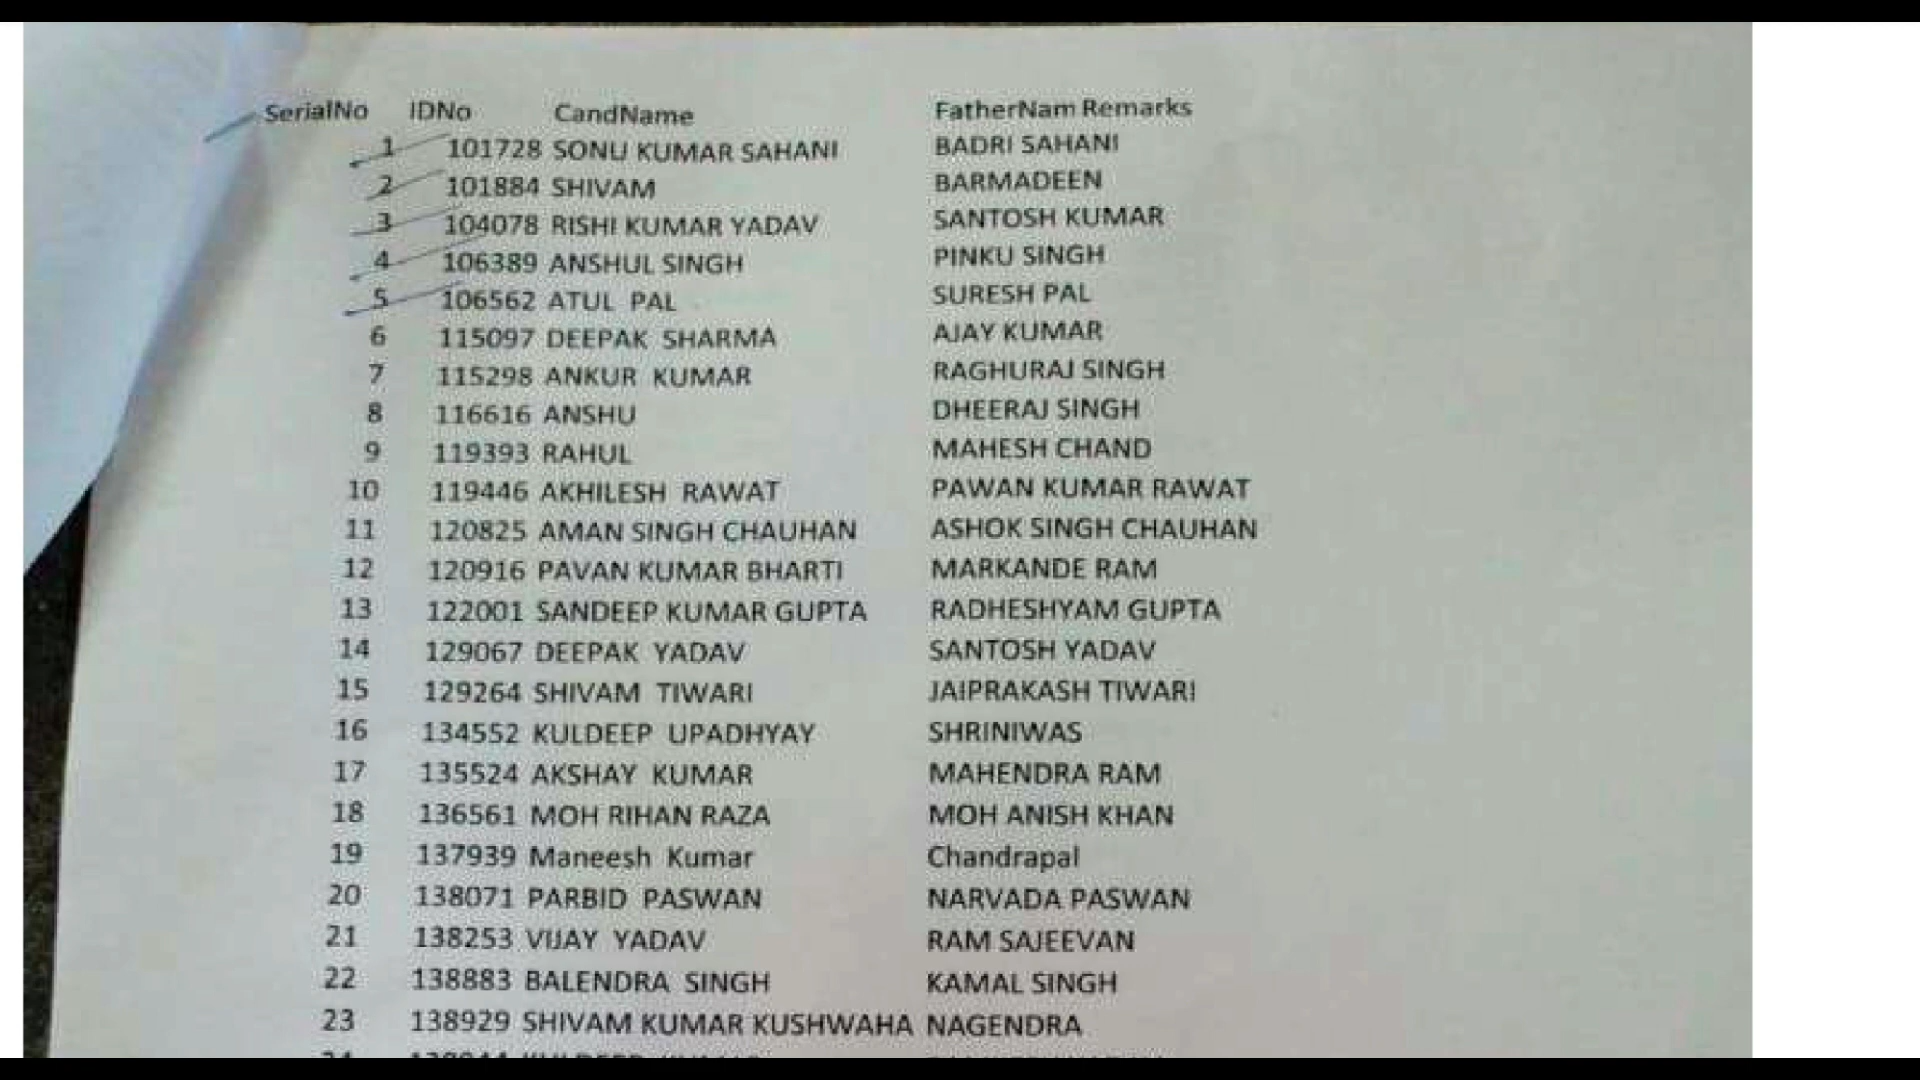 SerialNo IDNo CandName FatherNam Remarks
1 101728 SONU KUMAR SAHANI BADRI SAHANI
2 101884 SHIVAM BARMADEEN
3 104078 RISHI KUMAR YADAV SANTOSH KUMAR
4 106389 ANSHUL SINGH PINKU SINGH
5 106562 ATUL PAL SURESH PAL
6 115097 DEEPAK SHARMA AJAY KUMAR
7 115298 ANKUR KUMAR RAGHURAJ SINGH
8 116616 ANSHU DHEERAJ SINGH
9 119393 RAHUL MAHESH CHAND
10 119446 AKHILESH RAWAT PAWAN KUMAR RAWAT
11 120825 AMAN SINGH CHAUHAN ASHOK SINGH CHAUHAN
12 120916 PAVAN KUMAR BHARTI MARKANDE RAM
13 122001 SANDEEP KUMAR GUPTA RADHESHYAM GUPTA
14 129067 DEEPAK YADAV SANTOSH YADAV
15 129264 SHIVAM TIWARI JAIPRAKASH TIWARI
16 134552 KULDEEP UPADHYAY SHRINIWAS
17 135524 AKSHAY KUMAR MAHENDRA RAM
18 136561 MOH RIHAN RAZA MOH ANISH KHAN
19 137939 Maneesh Kumar Chandrapal
20 138071 PARBID PASWAN NARVADA PASWAN
21 138253 VIJAY YADAV RAM SAJEEVAN
22 138883 BALENDRA SINGH KAMAL SINGH
23 138929 SHIVAM KUMAR KUSHWAHA NAGENDRA